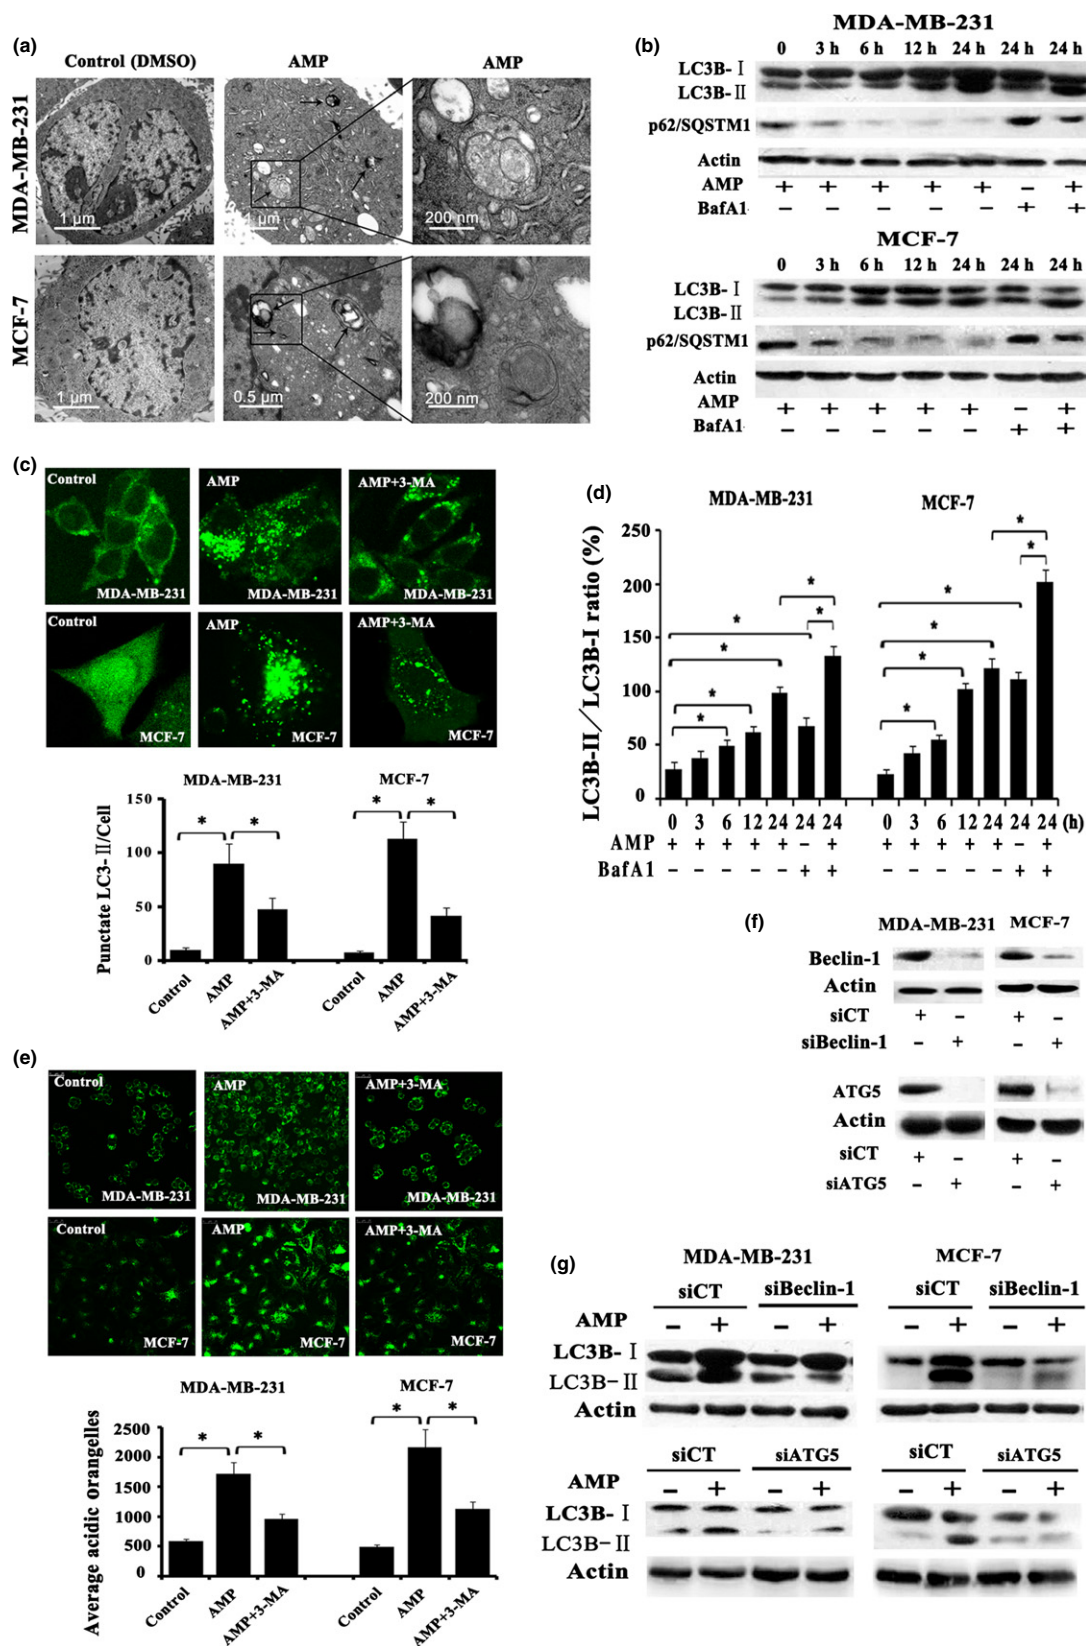 (a)
Control (DMSO) AMP AMP
MDA-MB-231
1 µm 1 µm 200 nm
MCF-7
1 µm 0.5 µm 200 nm
(b)
MDA-MB-231
0 3 h 6 h 12 h 24 h 24 h 24 h
LC3B-Ⅰ
LC3B-Ⅱ
p62/SQSTM1
Actin
AMP + + + + + − +
BafA1 − − − − − + +
MCF-7
0 3 h 6 h 12 h 24 h 24 h 24 h
LC3B-Ⅰ
LC3B-Ⅱ
p62/SQSTM1
Actin
AMP + + + + + − +
BafA1 − − − − − + +
(c)
Control AMP AMP+3-MA
MDA-MB-231 MDA-MB-231 MDA-MB-231
Control AMP AMP+3-MA
MCF-7 MCF-7 MCF-7
MDA-MB-231 MCF-7
Punctate LC3-Ⅱ/Cell
150
100
50
0
* * * *
Control AMP AMP+3-MA Control AMP AMP+3-MA
(d)
MDA-MB-231 MCF-7
LC3B-II/LC3B-I ratio (%)
250
200
150
100
50
0
* * * * * * * * * * * *
0 3 6 12 24 24 24 0 3 6 12 24 24 24 (h)
AMP + + + + + − + + + + + + − +
BafA1 − − − − − + + − − − − − + +
(e)
Control AMP AMP+3-MA
MDA-MB-231 MDA-MB-231 MDA-MB-231
Control AMP AMP+3-MA
MCF-7 MCF-7 MCF-7
MDA-MB-231 MCF-7
Average acidic orangelles
2500
2000
1500
1000
500
0
* * * *
Control AMP AMP+3-MA Control AMP AMP+3-MA
(f)
MDA-MB-231 MCF-7
Beclin-1
Actin
siCT + − + −
siBeclin-1 − + − +
ATG5
Actin
siCT + − + −
siATG5 − + − +
(g)
MDA-MB-231 MCF-7
siCT siBeclin-1 siCT siBeclin-1
AMP − + − + − + − +
LC3B-Ⅰ
LC3B-Ⅱ
Actin
siCT siATG5 siCT siATG5
AMP − + − + − + − +
LC3B-Ⅰ
LC3B-Ⅱ
Actin